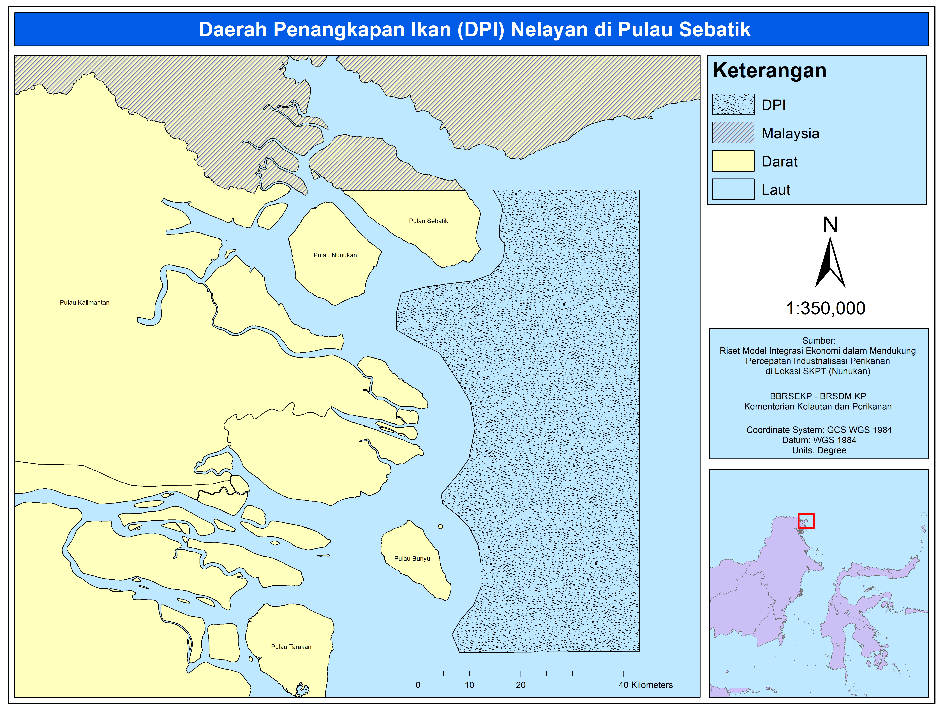 Daerah Penangkapan Ikan (DPI) Nelayan di Pulau Sebatik
Keterangan
DPI
Malaysia
Darat
Laut
N
1:350,000
Sumber:
Riset Model Integrasi Ekonomi dalam Mendukung
Percepatan Industrialisasi Perikanan
di Lokasi SKPT (Nunukan)
BBRSEKP - BRSDM KP
Kementerian Kelautan dan Perikanan
Coordinate System: GCS WGS 1984
Datum: WGS 1984
Units: Degree
Pulau Sebatik
Pulau Nunukan
Pulau Kalimantan
Pulau Bunyu
Pulau Tarakan
0 10 20 40 Kilometers